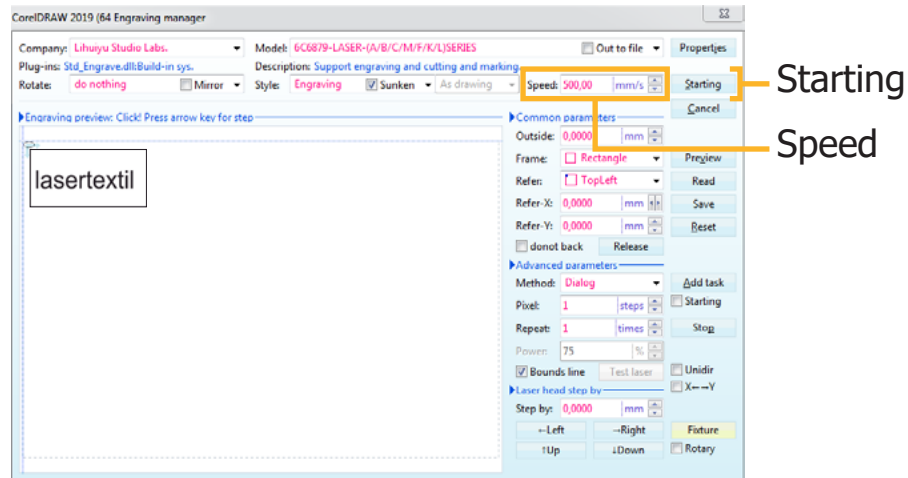 CorelDRAW 2019 (64 Engraving manager
Company: Lihuiyu Studio Labs. Model: 6C6879-LASER-(A/B/C/M/F/K/L)SERIES Out to file Properties
Plug-ins: Std_Engrave.dll:Build-in sys. Description: Support engraving and cutting and marking.
Rotate: do nothing Mirror Style: Engraving Sunken As drawing Speed: 500,00 mm/s Starting Starting
Cancel
Engraving preview: Click! Press arrow key for step Common parameters
Outside: 0,0000 mm
Speed
Frame: Rectangle Preview
lasertextil
Refer: TopLeft Read
Refer-X: 0,0000 mm Save
Refer-Y: 0,0000 mm Reset
donot back Release
Advanced parameters
Method: Dialog Add task
Pixel: 1 steps Starting
Repeat: 1 times Stop
Power: 75 %
Bounds line Test laser Unidir
Laser head step by X←→Y
Step by: 0,0000 mm
←Left →Right Fixture
↑Up ↓Down Rotary